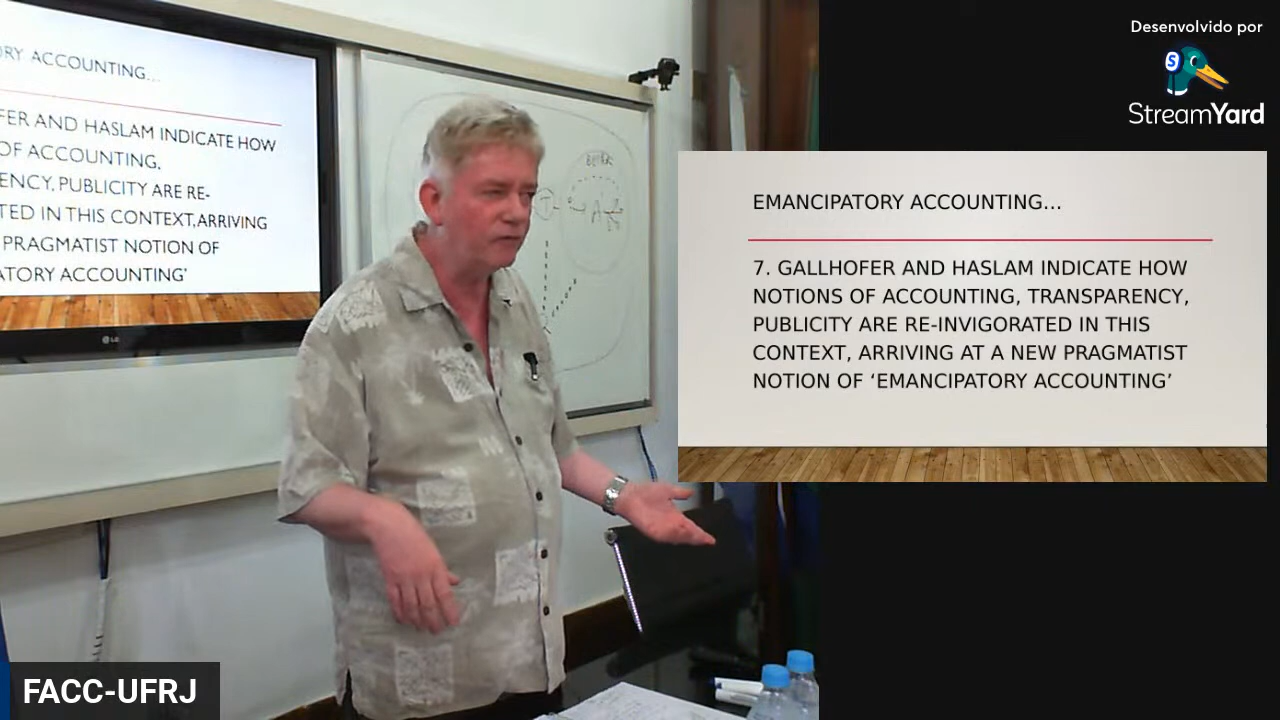 ORY ACCOUNTING...
FER AND HASLAM INDICATE HOW
OF ACCOUNTING,
ENCY, PUBLICITY ARE RE-
TED IN THIS CONTEXT, ARRIVING
PRAGMATIST NOTION OF
ATORY ACCOUNTING'
LG
Desenvolvido por
StreamYard
EMANCIPATORY ACCOUNTING...
7. GALLHOFER AND HASLAM INDICATE HOW
NOTIONS OF ACCOUNTING, TRANSPARENCY,
PUBLICITY ARE RE-INVIGORATED IN THIS
CONTEXT, ARRIVING AT A NEW PRAGMATIST
NOTION OF ‘EMANCIPATORY ACCOUNTING’
FACC-UFRJ